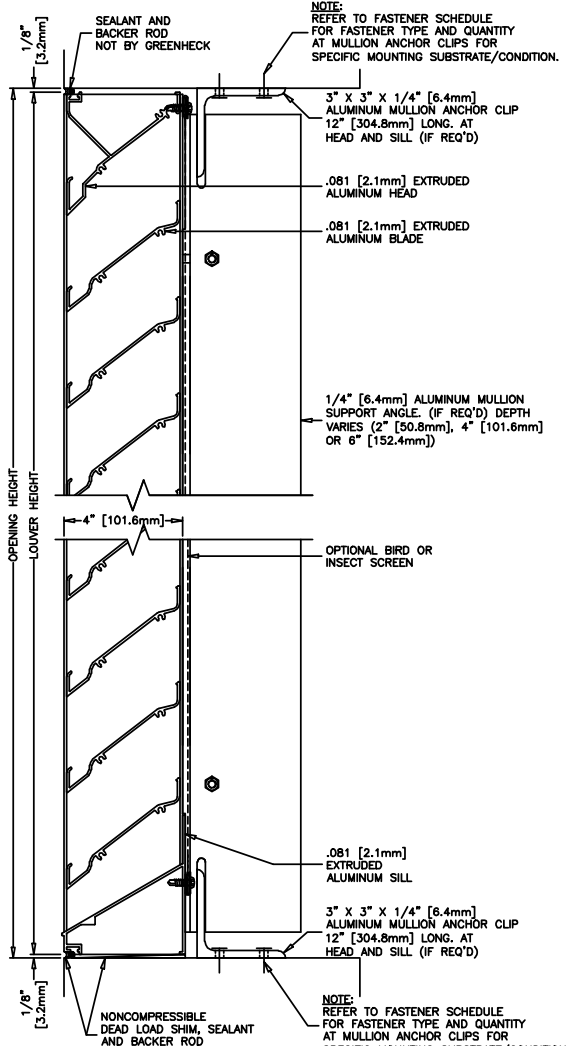 SEALANT AND
BACKER ROD
NOT BY GREENHECK
1/8"
[3.2mm]
NOTE:
REFER TO FASTENER SCHEDULE
FOR FASTENER TYPE AND QUANTITY
AT MULLION ANCHOR CLIPS FOR
SPECIFIC MOUNTING SUBSTRATE/CONDITION.
3" X 3" X 1/4" [6.4mm]
ALUMINUM MULLION ANCHOR CLIP
12" [304.8mm] LONG. AT
HEAD AND SILL (IF REQ'D)
.081 [2.1mm] EXTRUDED
ALUMINUM HEAD
.081 [2.1mm] EXTRUDED
ALUMINUM BLADE
1/4" [6.4mm] ALUMINUM MULLION
SUPPORT ANGLE. (IF REQ'D) DEPTH
VARIES (2" [50.8mm], 4" [101.6mm]
OR 6" [152.4mm])
OPENING HEIGHT
LOUVER HEIGHT
4" [101.6mm]
OPTIONAL BIRD OR
INSECT SCREEN
.081 [2.1mm]
EXTRUDED
ALUMINUM SILL
3" X 3" X 1/4" [6.4mm]
ALUMINUM MULLION ANCHOR CLIP
12" [304.8mm] LONG. AT
HEAD AND SILL (IF REQ'D)
1/8"
[3.2mm]
NONCOMPRESSIBLE
DEAD LOAD SHIM, SEALANT
AND BACKER ROD
NOTE:
REFER TO FASTENER SCHEDULE
FOR FASTENER TYPE AND QUANTITY
AT MULLION ANCHOR CLIPS FOR